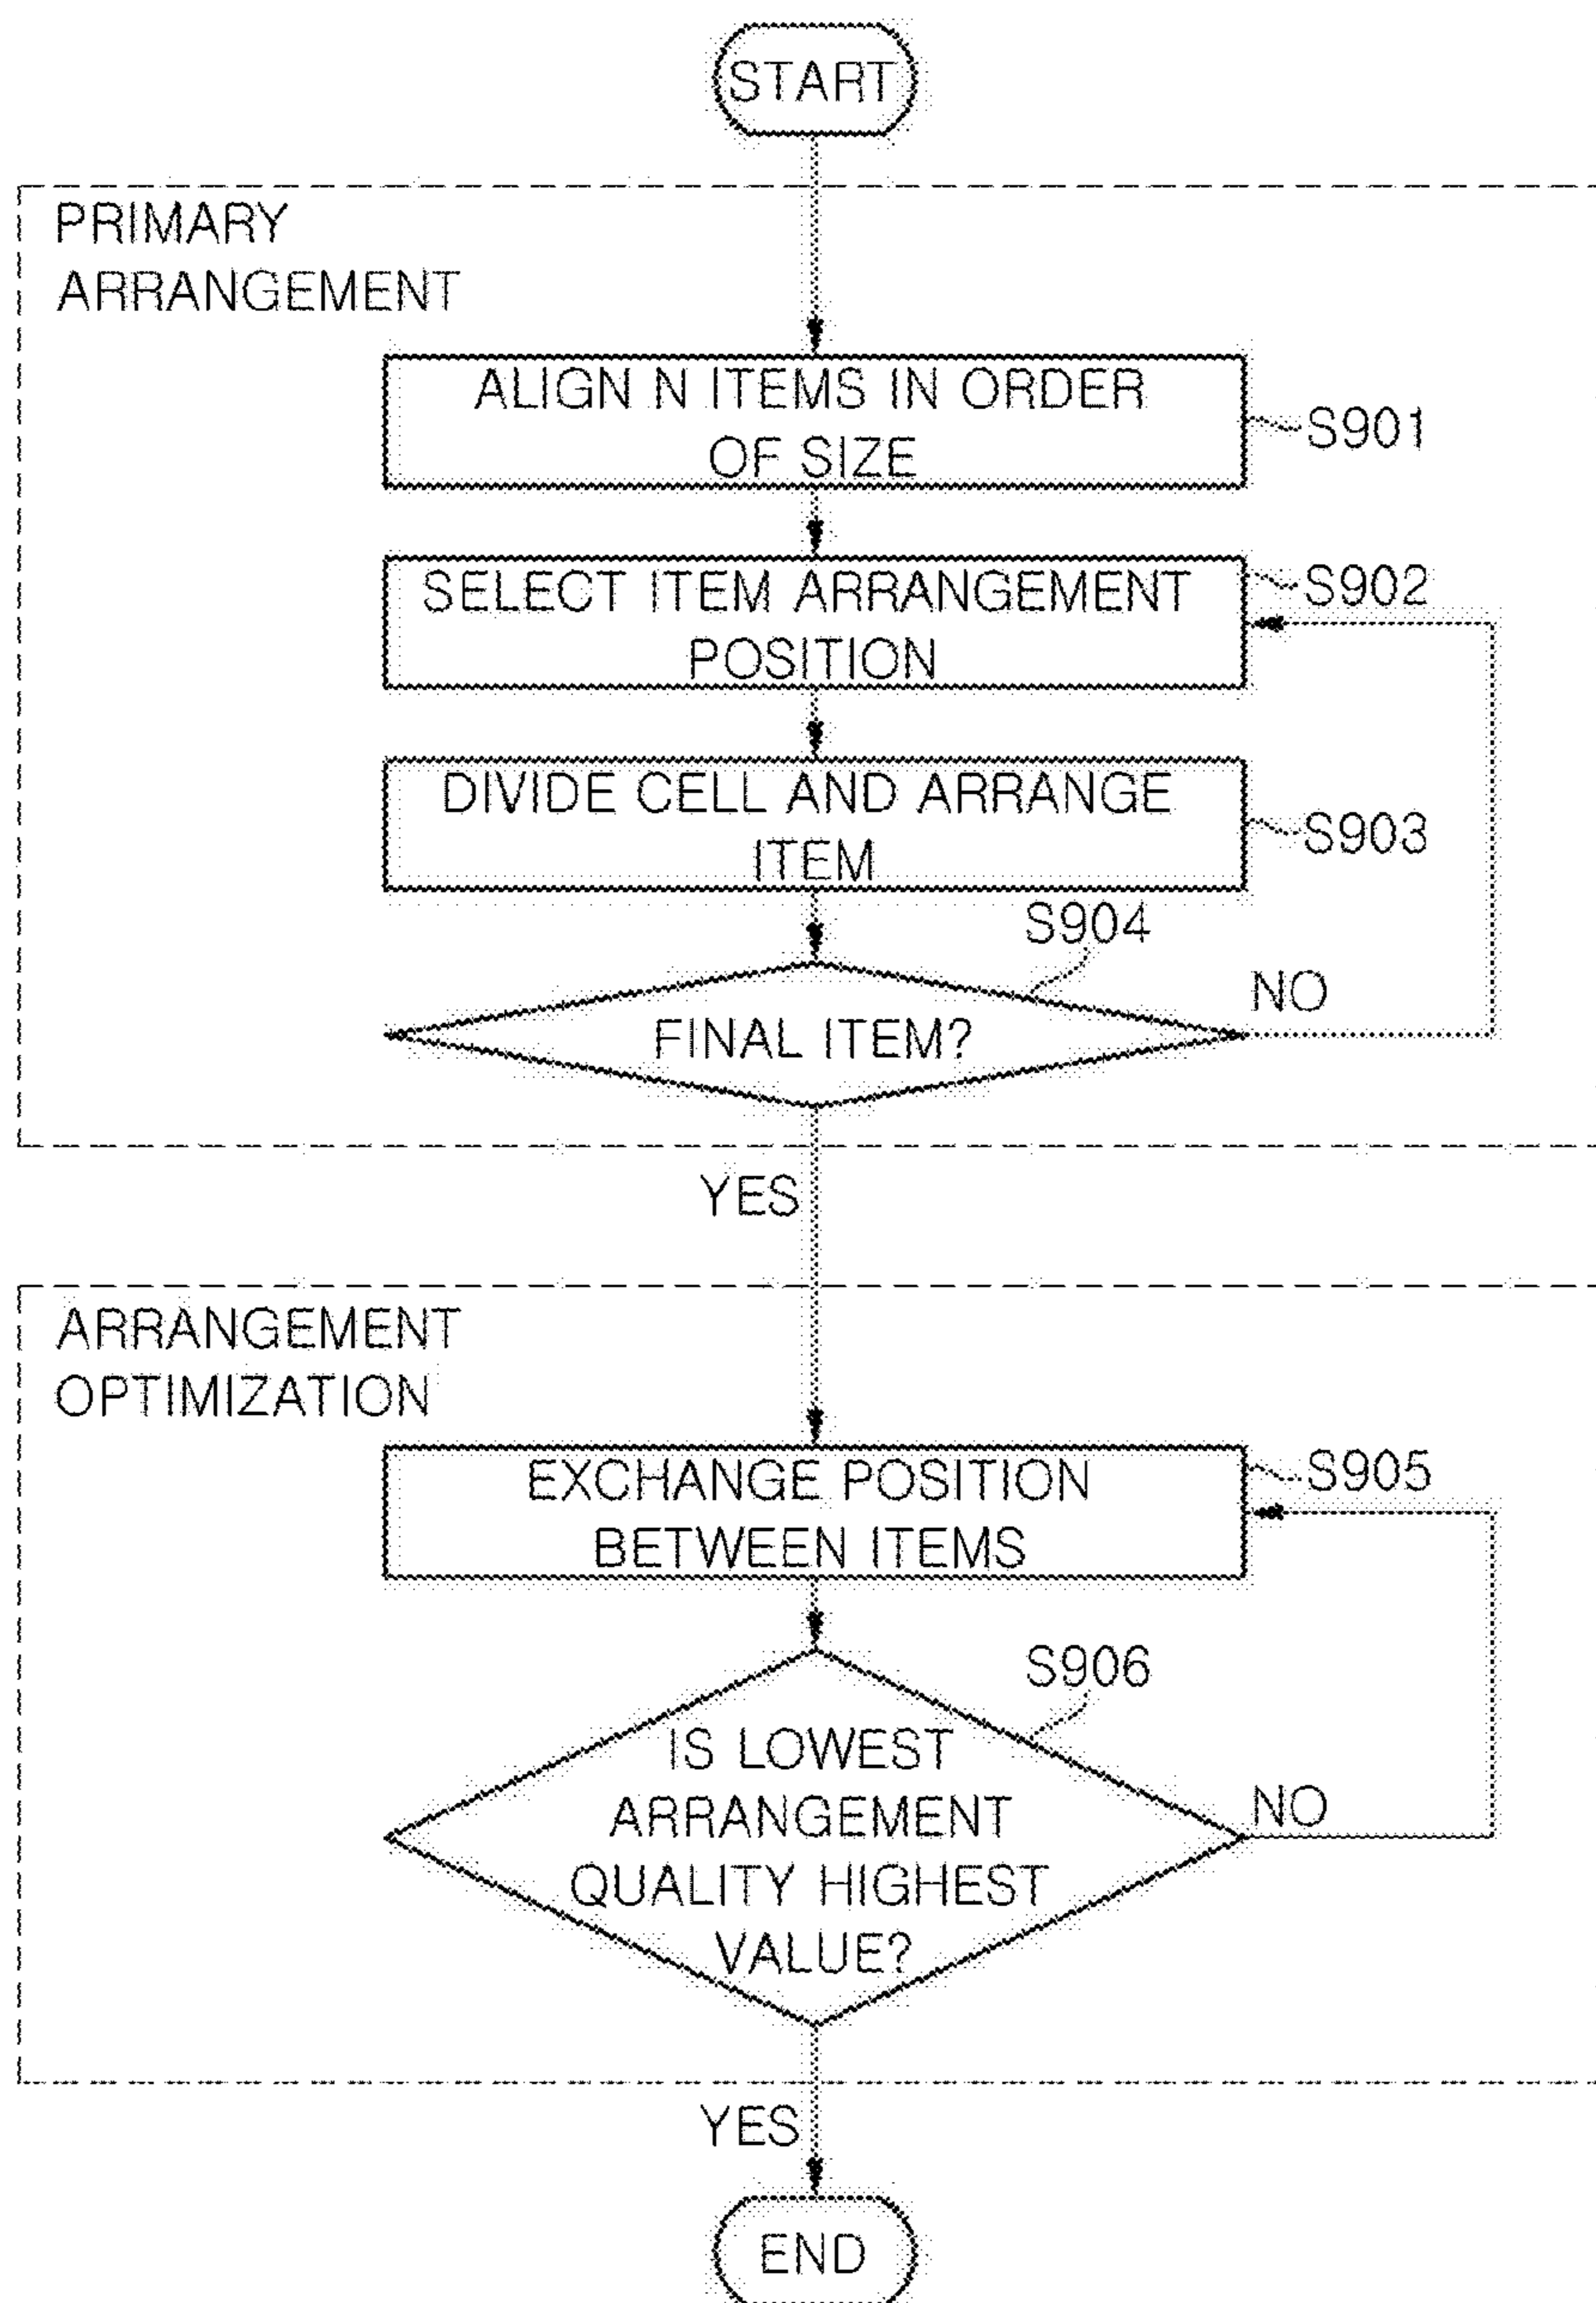 START
PRIMARY
ARRANGEMENT
ALIGN N ITEMS IN ORDER
OF SIZE
S901
SELECT ITEM ARRANGEMENT
POSITION
S902
DIVIDE CELL AND ARRANGE
ITEM
S903
S904
FINAL ITEM?
NO
YES
ARRANGEMENT
OPTIMIZATION
EXCHANGE POSITION
BETWEEN ITEMS
S905
S906
IS LOWEST
ARRANGEMENT
QUALITY HIGHEST
VALUE?
NO
YES
END